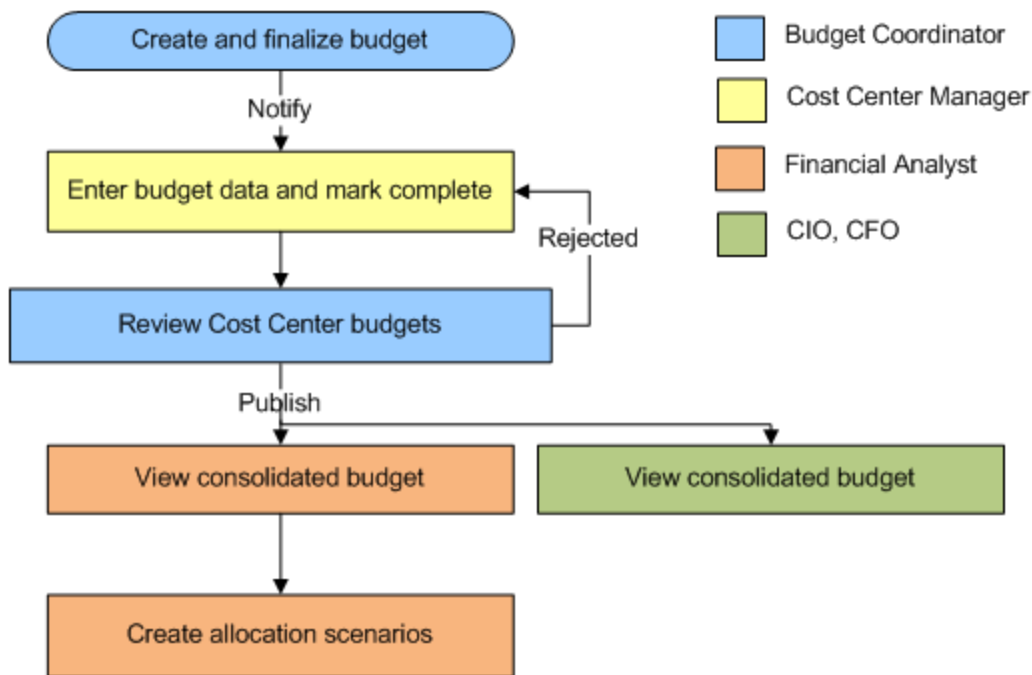 Create and finalize budget
Budget Coordinator
Notify
Cost Center Manager
Enter budget data and mark complete
Financial Analyst
Rejected
CIO, CFO
Review Cost Center budgets
Publish
View consolidated budget
View consolidated budget
Create allocation scenarios